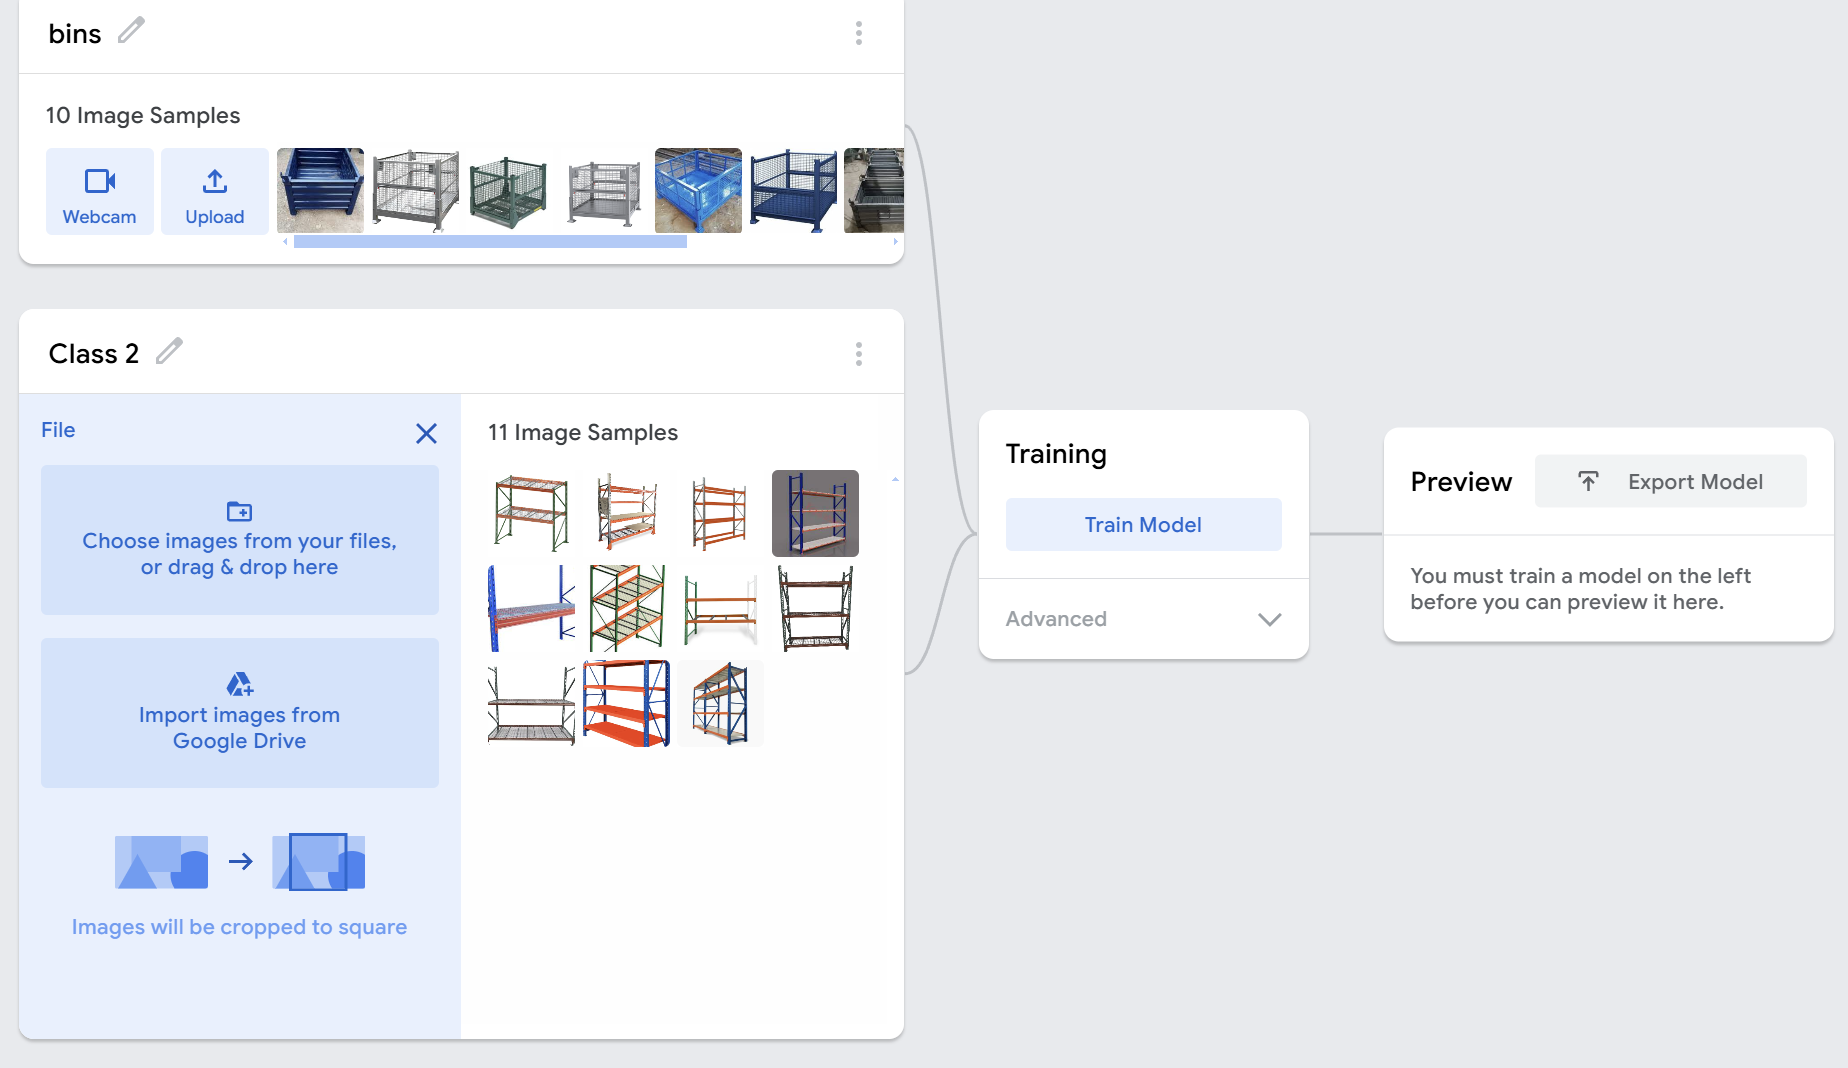 bins
10 Image Samples
Webcam
Upload
Class 2
File
Choose images from your files,
or drag & drop here
Import images from
Google Drive
Images will be cropped to square
11 Image Samples
Training
Train Model
Advanced
Preview
Export Model
You must train a model on the left
before you can preview it here.